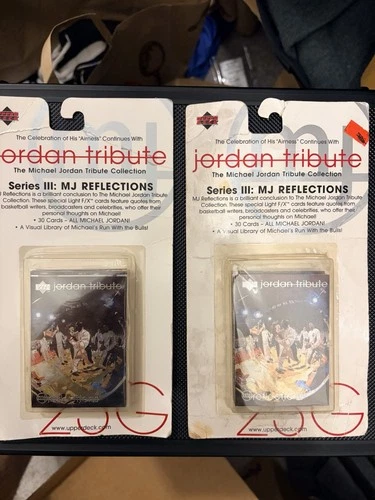 The Celebration of His "Airness" Continues With
jordan tribute
The Michael Jordan Tribute Collection
Series III: MJ REFLECTIONS
MJ Reflections is a brilliant conclusion to The Michael Jordan Tribute
Collection. These special Light F/X™ cards feature quotes from
basketball writers, broadcasters and celebrities, who offer their
personal thoughts on Michael!
• 30 Cards – ALL MICHAEL JORDAN!
• A Visual Library of Michael's Run With the Bulls!
jordan tribute
23G
www.upperdeck.com
The Celebration of His "Airness" Continues With
jordan tribute
The Michael Jordan Tribute Collection
Series III: MJ REFLECTIONS
MJ Reflections is a brilliant conclusion to The Michael Jordan Tribute
Collection. These special Light F/X™ cards feature quotes from
basketball writers, broadcasters and celebrities, who offer their
personal thoughts on Michael!
• 30 Cards – ALL MICHAEL JORDAN!
• A Visual Library of Michael's Run With the Bulls!
jordan tribute
23G
www.upperdeck.com